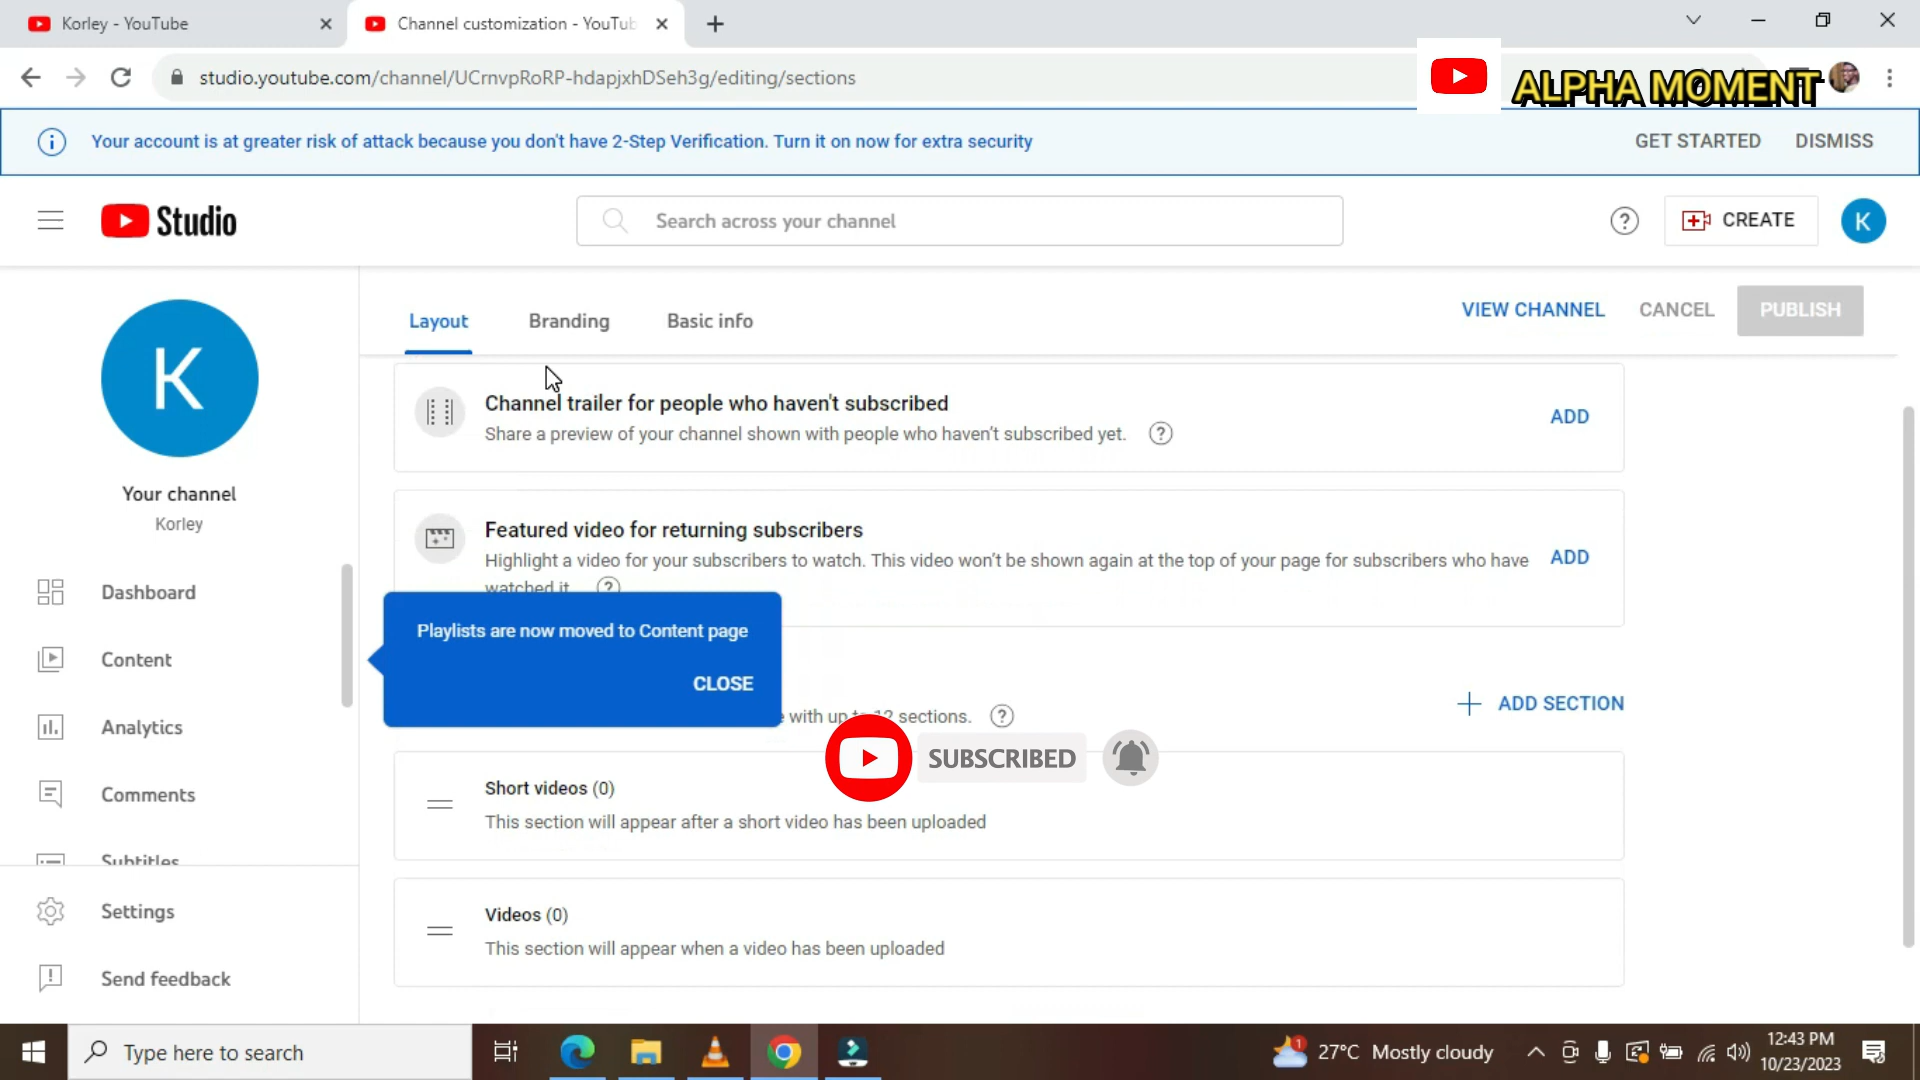 Korley - YouTube
Channel customization - YouTub
studio.youtube.com/channel/UCrnvpRoRP-hdapjxhDSeh3g/editing/sections
ALPHA MOMENT
Your account is at greater risk of attack because you don't have 2-Step Verification. Turn it on now for extra security
GET STARTED
DISMISS
Studio
Search across your channel
CREATE
K
K
Your channel
Korley
Dashboard
Content
Analytics
Comments
Subtitles
Settings
Send feedback
Layout
Branding
Basic info
VIEW CHANNEL
CANCEL
PUBLISH
Channel trailer for people who haven't subscribed
Share a preview of your channel shown with people who haven't subscribed yet.
ADD
Featured video for returning subscribers
Highlight a video for your subscribers to watch. This video won't be shown again at the top of your page for subscribers who have
watched it.
ADD
Playlists are now moved to Content page
CLOSE
with up to 12 sections.
ADD SECTION
SUBSCRIBED
Short videos (0)
This section will appear after a short video has been uploaded
Videos (0)
This section will appear when a video has been uploaded
Type here to search
1
27°C Mostly cloudy
12:43 PM
10/23/2023